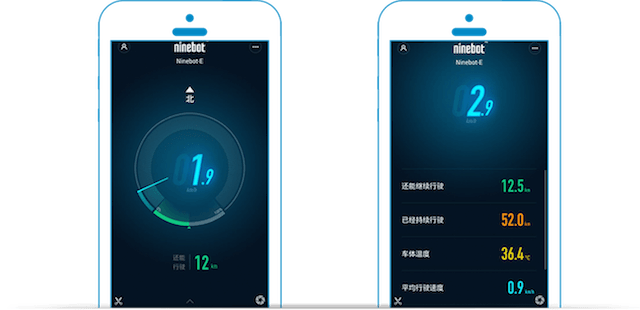 ninebot
Ninebot-E
北
01.9
km/h
还能
行驶
12 km
ninebot
Ninebot-E
02.9
km/h
还能继续行驶 12.5 km
已经持续行驶 52.0 km
车体温度 36.4 ℃
平均行驶速度 0.9 km/h